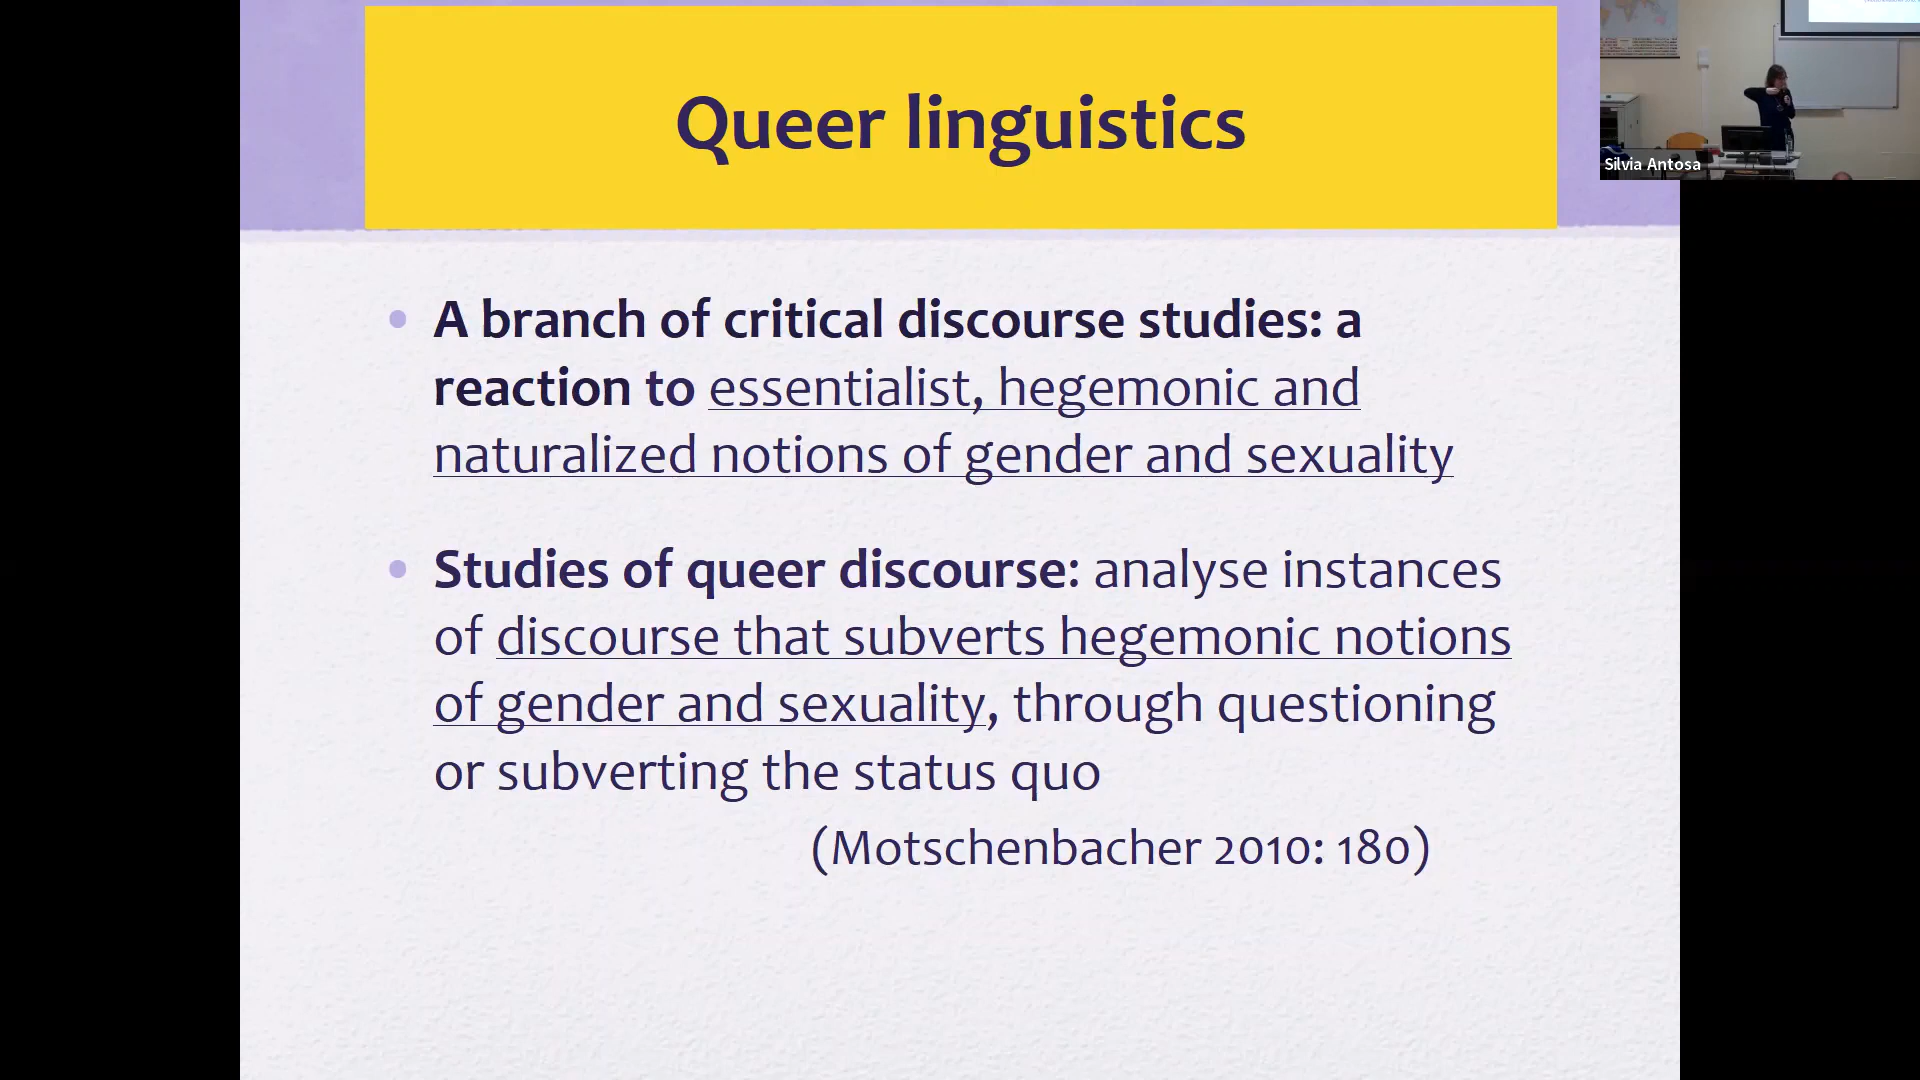 Queer linguistics
• A branch of critical discourse studies: a
reaction to essentialist, hegemonic and
naturalized notions of gender and sexuality
• Studies of queer discourse: analyse instances
of discourse that subverts hegemonic notions
of gender and sexuality, through questioning
or subverting the status quo
(Motschenbacher 2010: 180)
Silvia Antosa